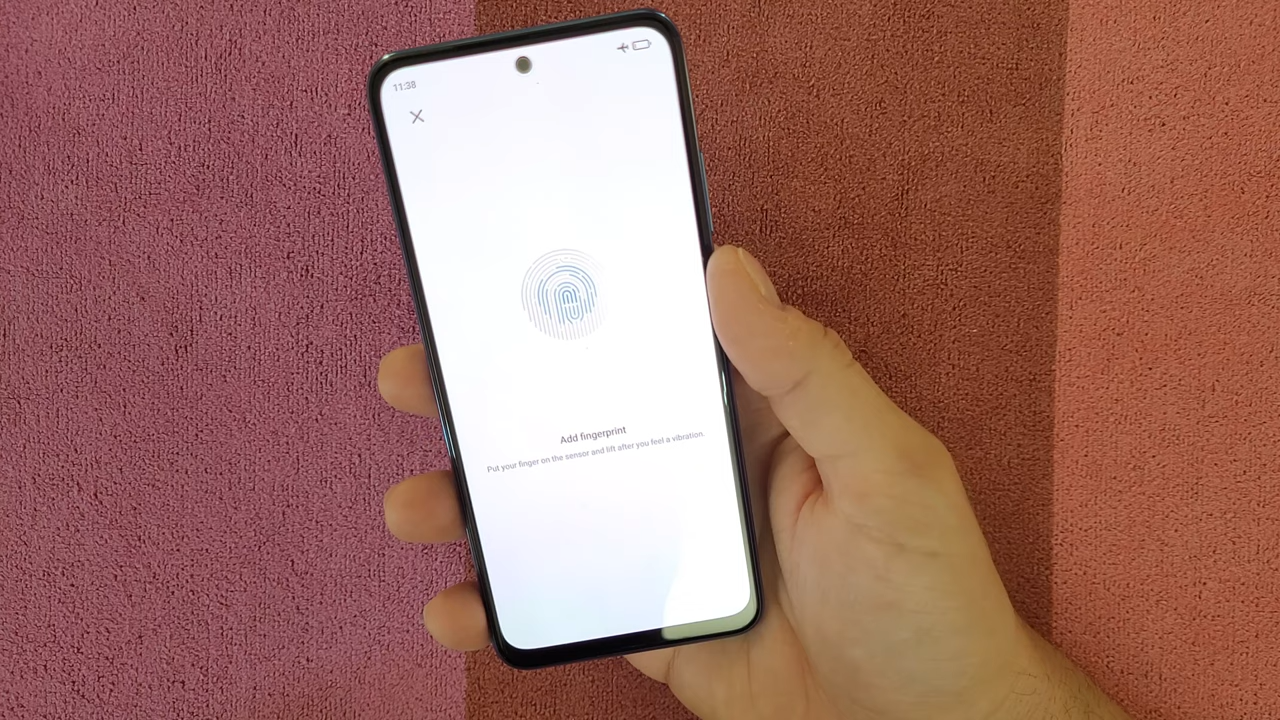 11:38
Add fingerprint
Put your finger on the sensor and lift after you feel a vibration.